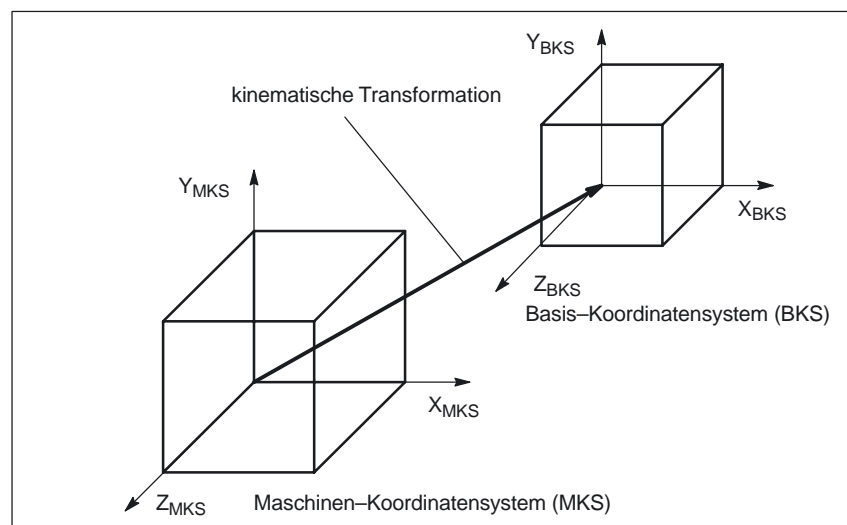 Y_BKS
kinematische Transformation
Y_MKS
X_BKS
Z_BKS
Basis–Koordinatensystem (BKS)
X_MKS
Z_MKS
Maschinen–Koordinatensystem (MKS)